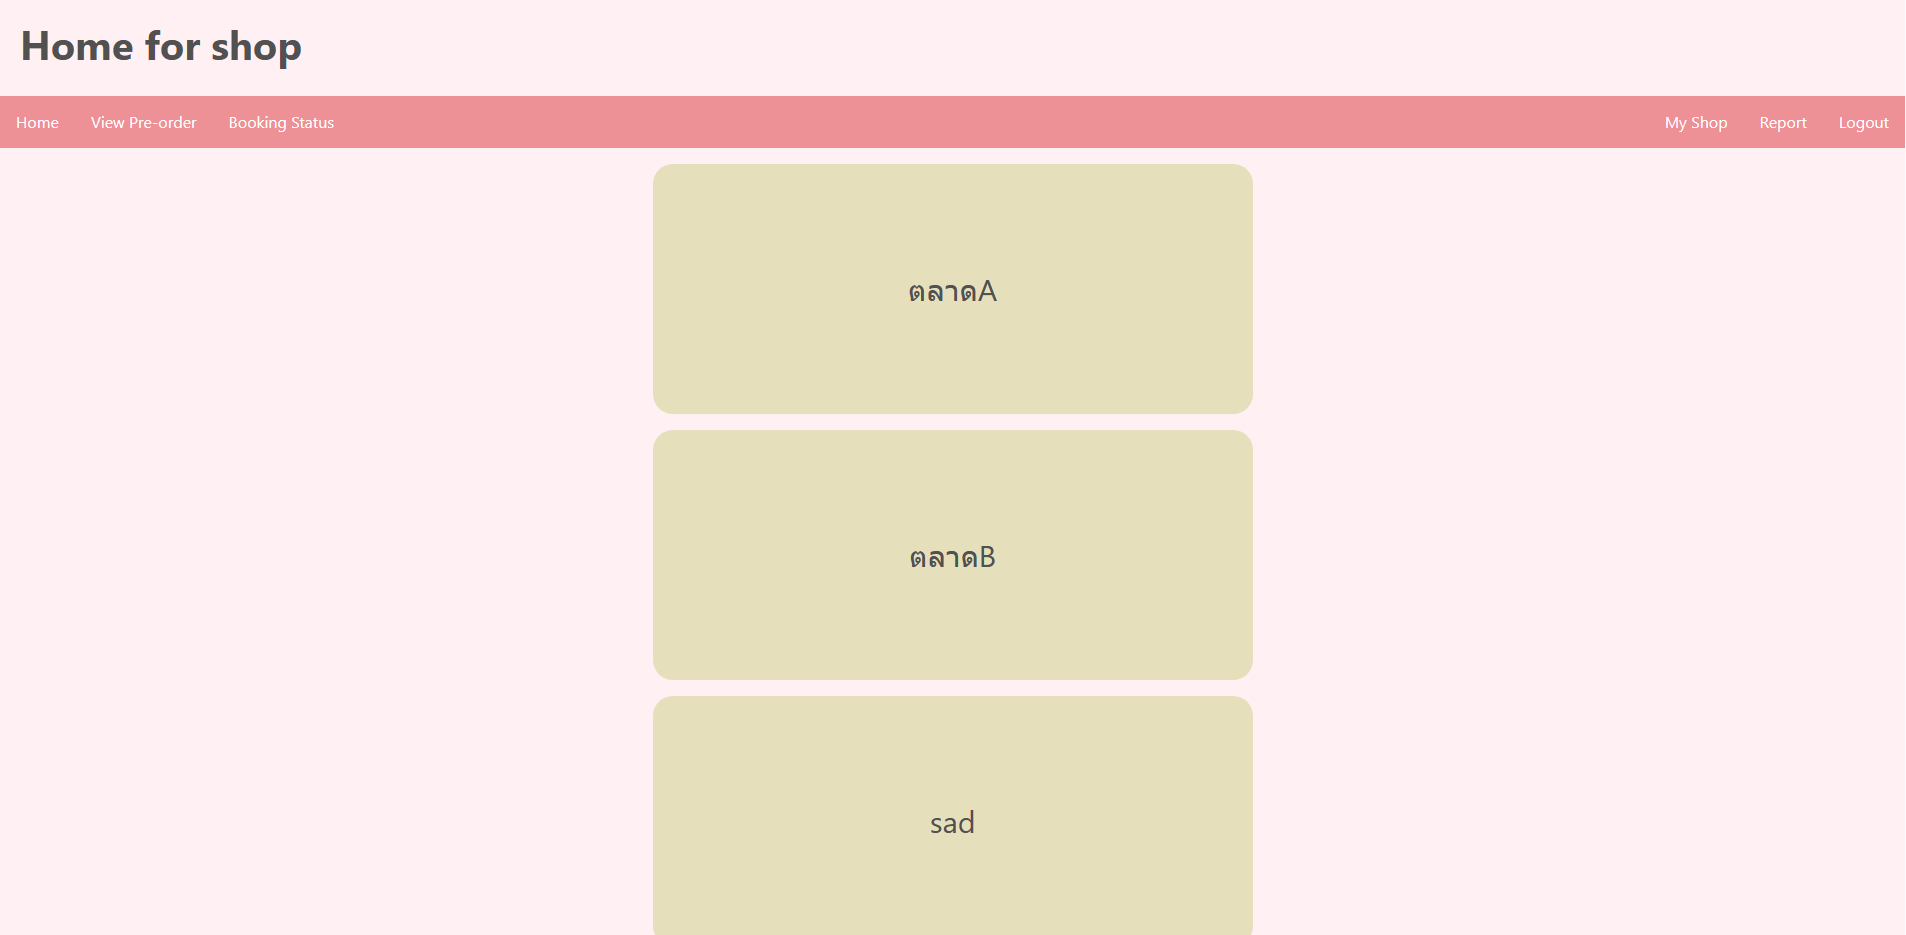 Home for shop
Home View Pre-order Booking Status My Shop Report Logout
ตลาดA
ตลาดB
sad